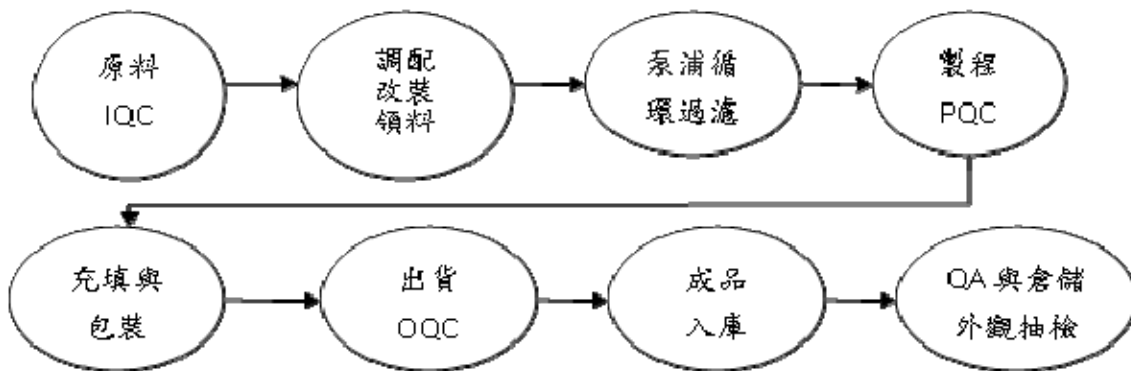 原料
IQC
調配
改裝
領料
泵浦循
環過濾
製程
PQC
充填與
包裝
出貨
OQC
成品
入庫
QA與倉儲
外觀抽檢